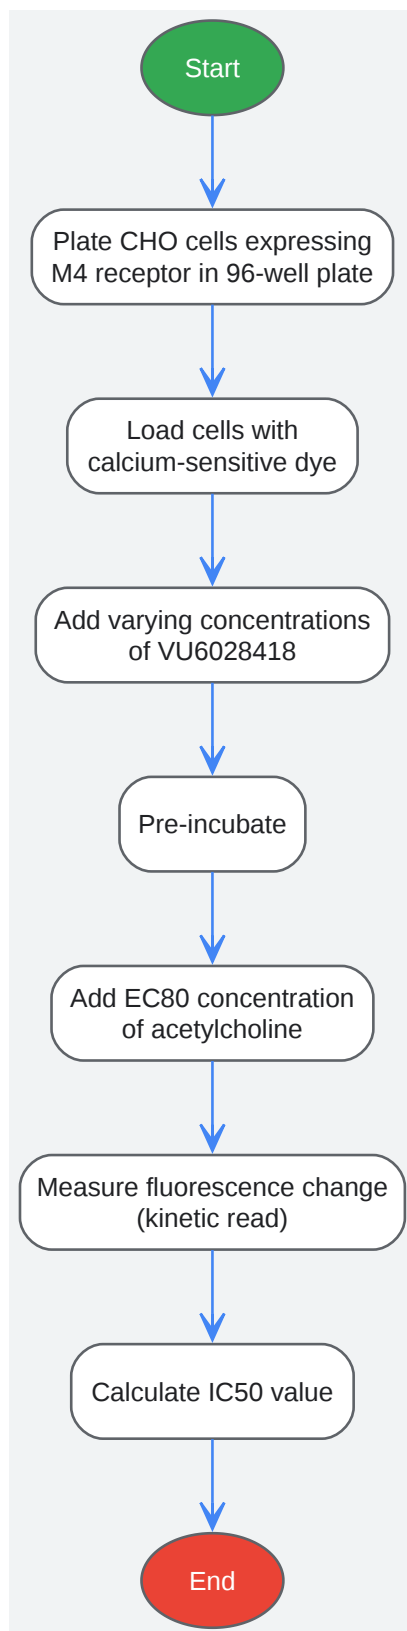 Start
Plate CHO cells expressing
M4 receptor in 96-well plate
Load cells with
calcium-sensitive dye
Add varying concentrations
of VU6028418
Pre-incubate
Add EC80 concentration
of acetylcholine
Measure fluorescence change
(kinetic read)
Calculate IC50 value
End